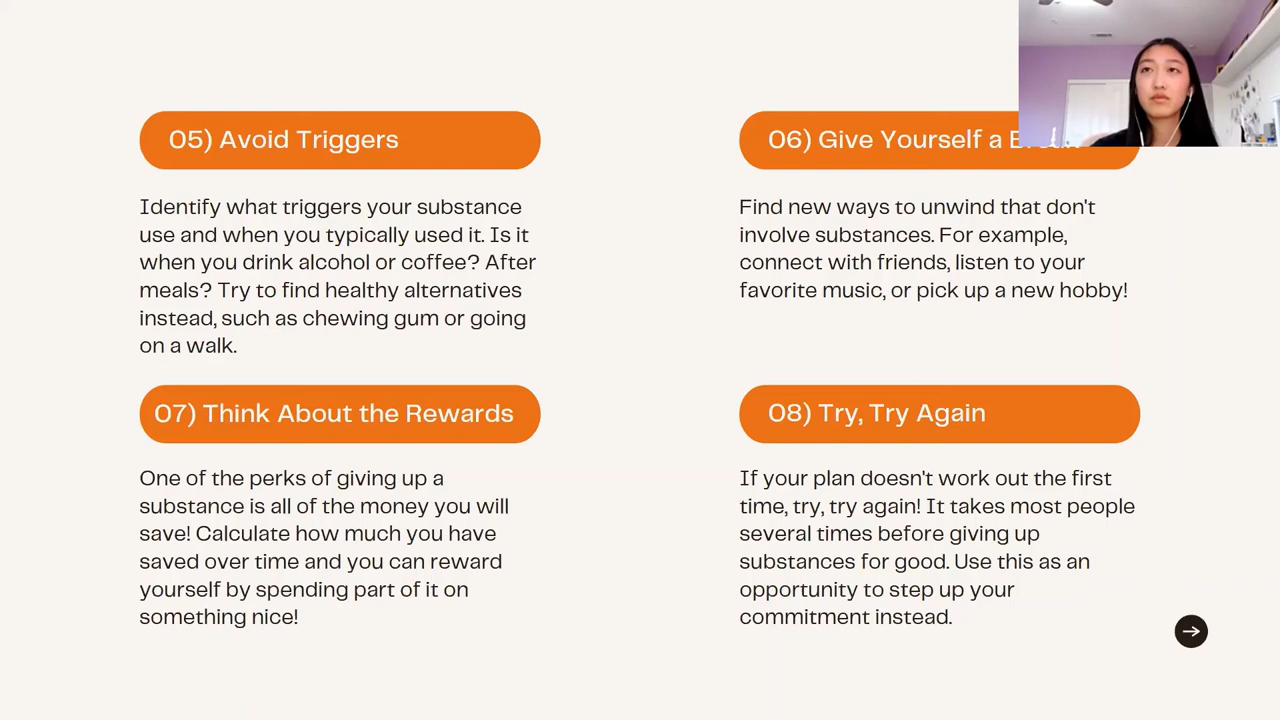 05) Avoid Triggers
Identify what triggers your substance
use and when you typically used it. Is it
when you drink alcohol or coffee? After
meals? Try to find healthy alternatives
instead, such as chewing gum or going
on a walk.
06) Give Yourself a
Find new ways to unwind that don't
involve substances. For example,
connect with friends, listen to your
favorite music, or pick up a new hobby!
07) Think About the Rewards
One of the perks of giving up a
substance is all of the money you will
save! Calculate how much you have
saved over time and you can reward
yourself by spending part of it on
something nice!
08) Try, Try Again
If your plan doesn't work out the first
time, try, try again! It takes most people
several times before giving up
substances for good. Use this as an
opportunity to step up your
commitment instead.